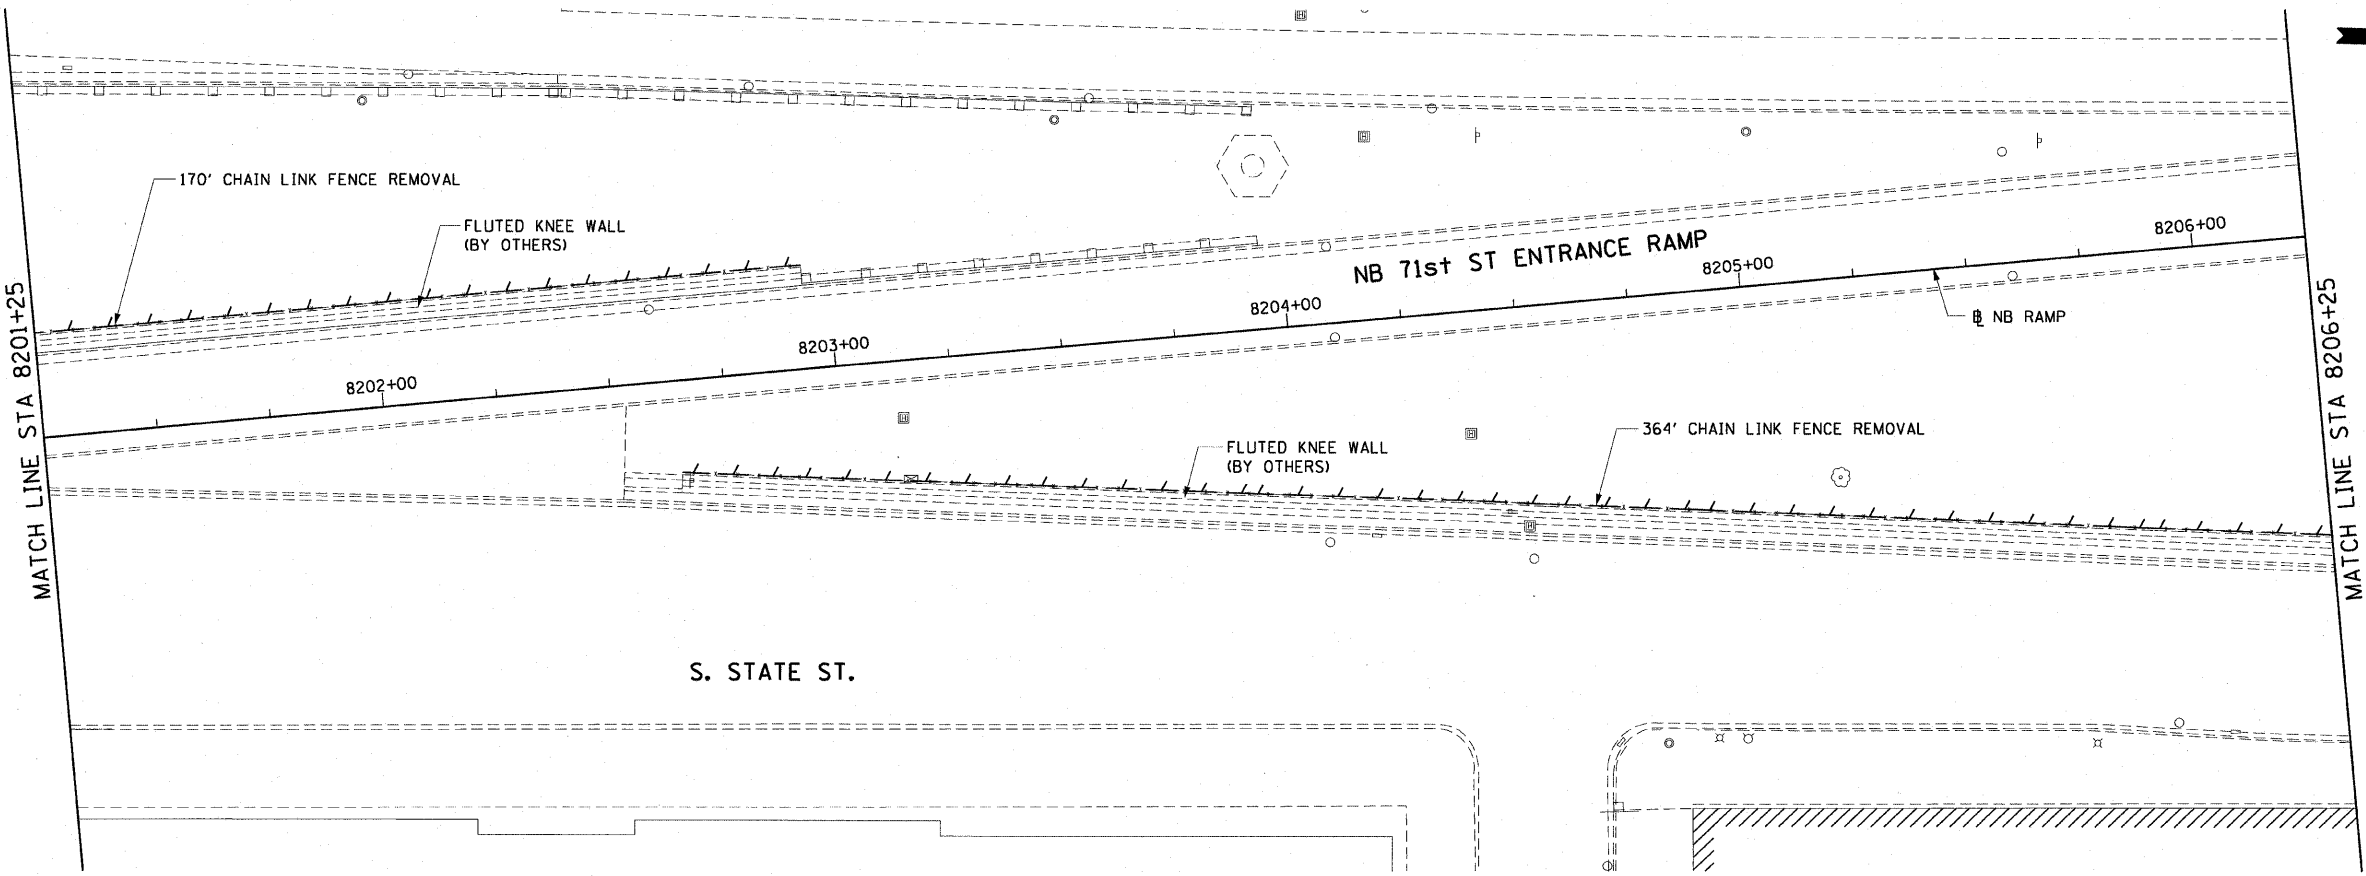 170' CHAIN LINK FENCE REMOVAL
FLUTED KNEE WALL
(BY OTHERS)
MATCH LINE STA 8201+25
8202+00
8203+00
8204+00
NB 71st ST ENTRANCE RAMP
8205+00
8206+00
NB RAMP
MATCH LINE STA 8206+25
FLUTED KNEE WALL
(BY OTHERS)
364' CHAIN LINK FENCE REMOVAL
S. STATE ST.